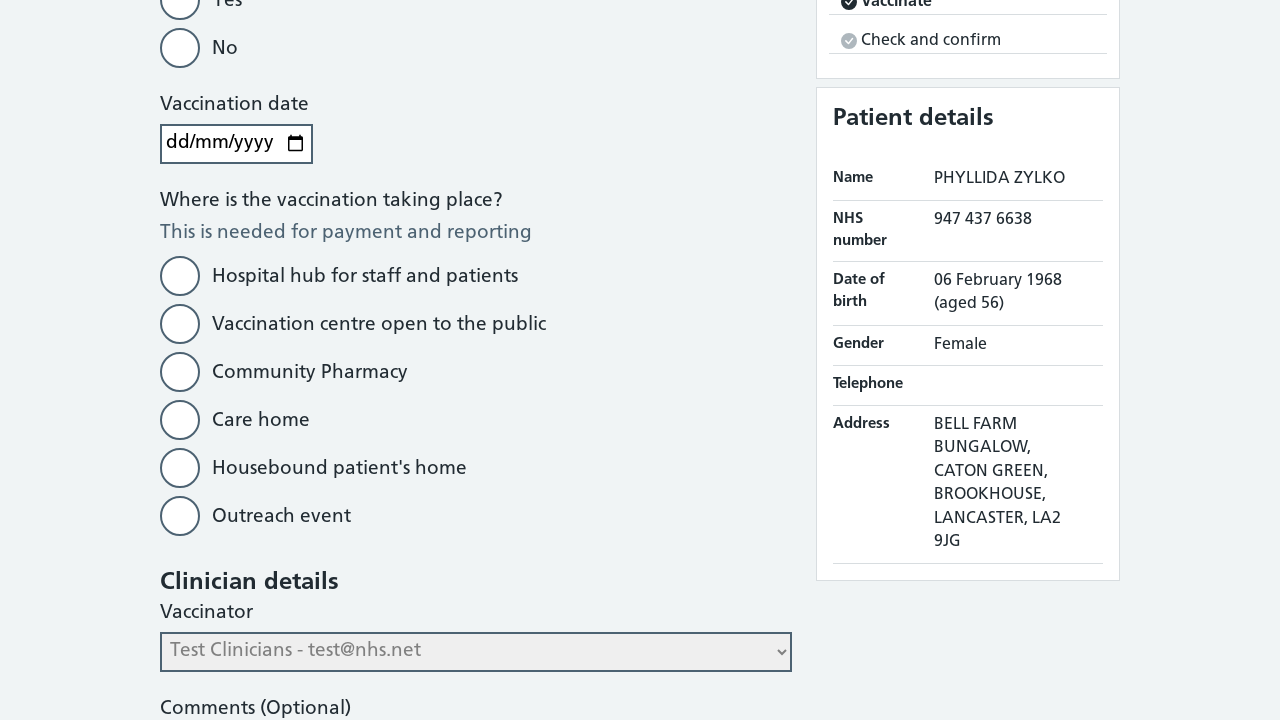 Yes
No
Vaccination date
dd/mm/yyyy
Where is the vaccination taking place?
This is needed for payment and reporting
Hospital hub for staff and patients
Vaccination centre open to the public
Community Pharmacy
Care home
Housebound patient's home
Outreach event
Clinician details
Vaccinator
Test Clinicians - test@nhs.net
Comments (Optional)
Vaccinate
Check and confirm
Patient details
Name PHYLLIDA ZYLKO
NHS number 947 437 6638
Date of birth 06 February 1968 (aged 56)
Gender Female
Telephone
Address BELL FARM
BUNGALOW,
CATON GREEN,
BROOKHOUSE,
LANCASTER, LA2
9JG